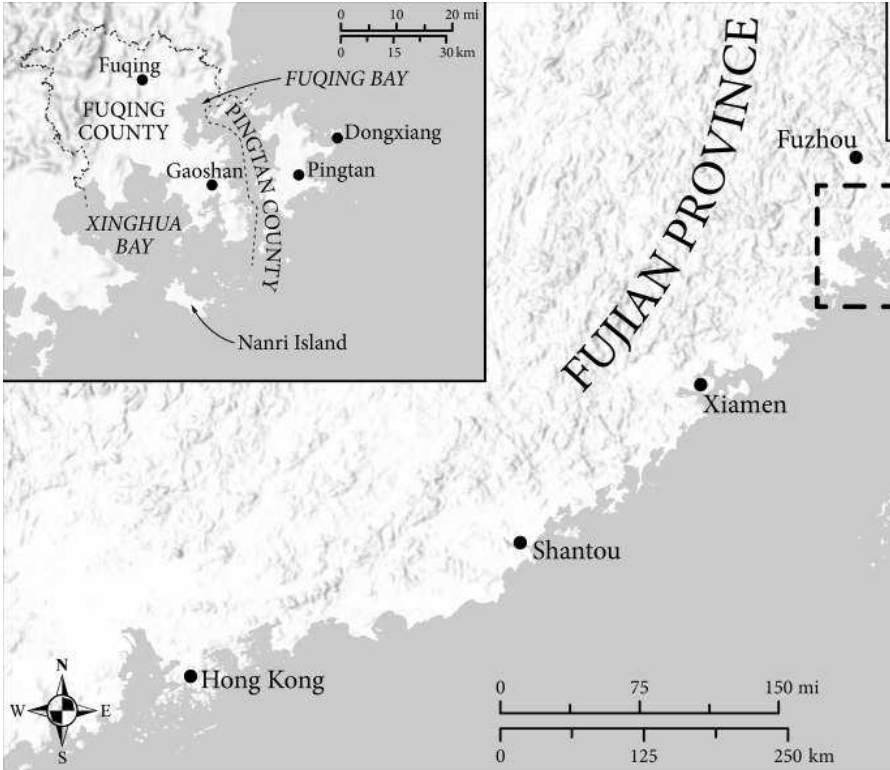 0 10 20 mi
0 15 30 km
Fuqing
FUQING BAY
FUQING
COUNTY
PINGTAN COUNTY
Dongxiang
Gaoshan
Pingtan
XINGHUA
BAY
Nanri Island
FUJIAN PROVINCE
Fuzhou
Xiamen
Shantou
Hong Kong
N
W E
S
0 75 150 mi
0 125 250 km